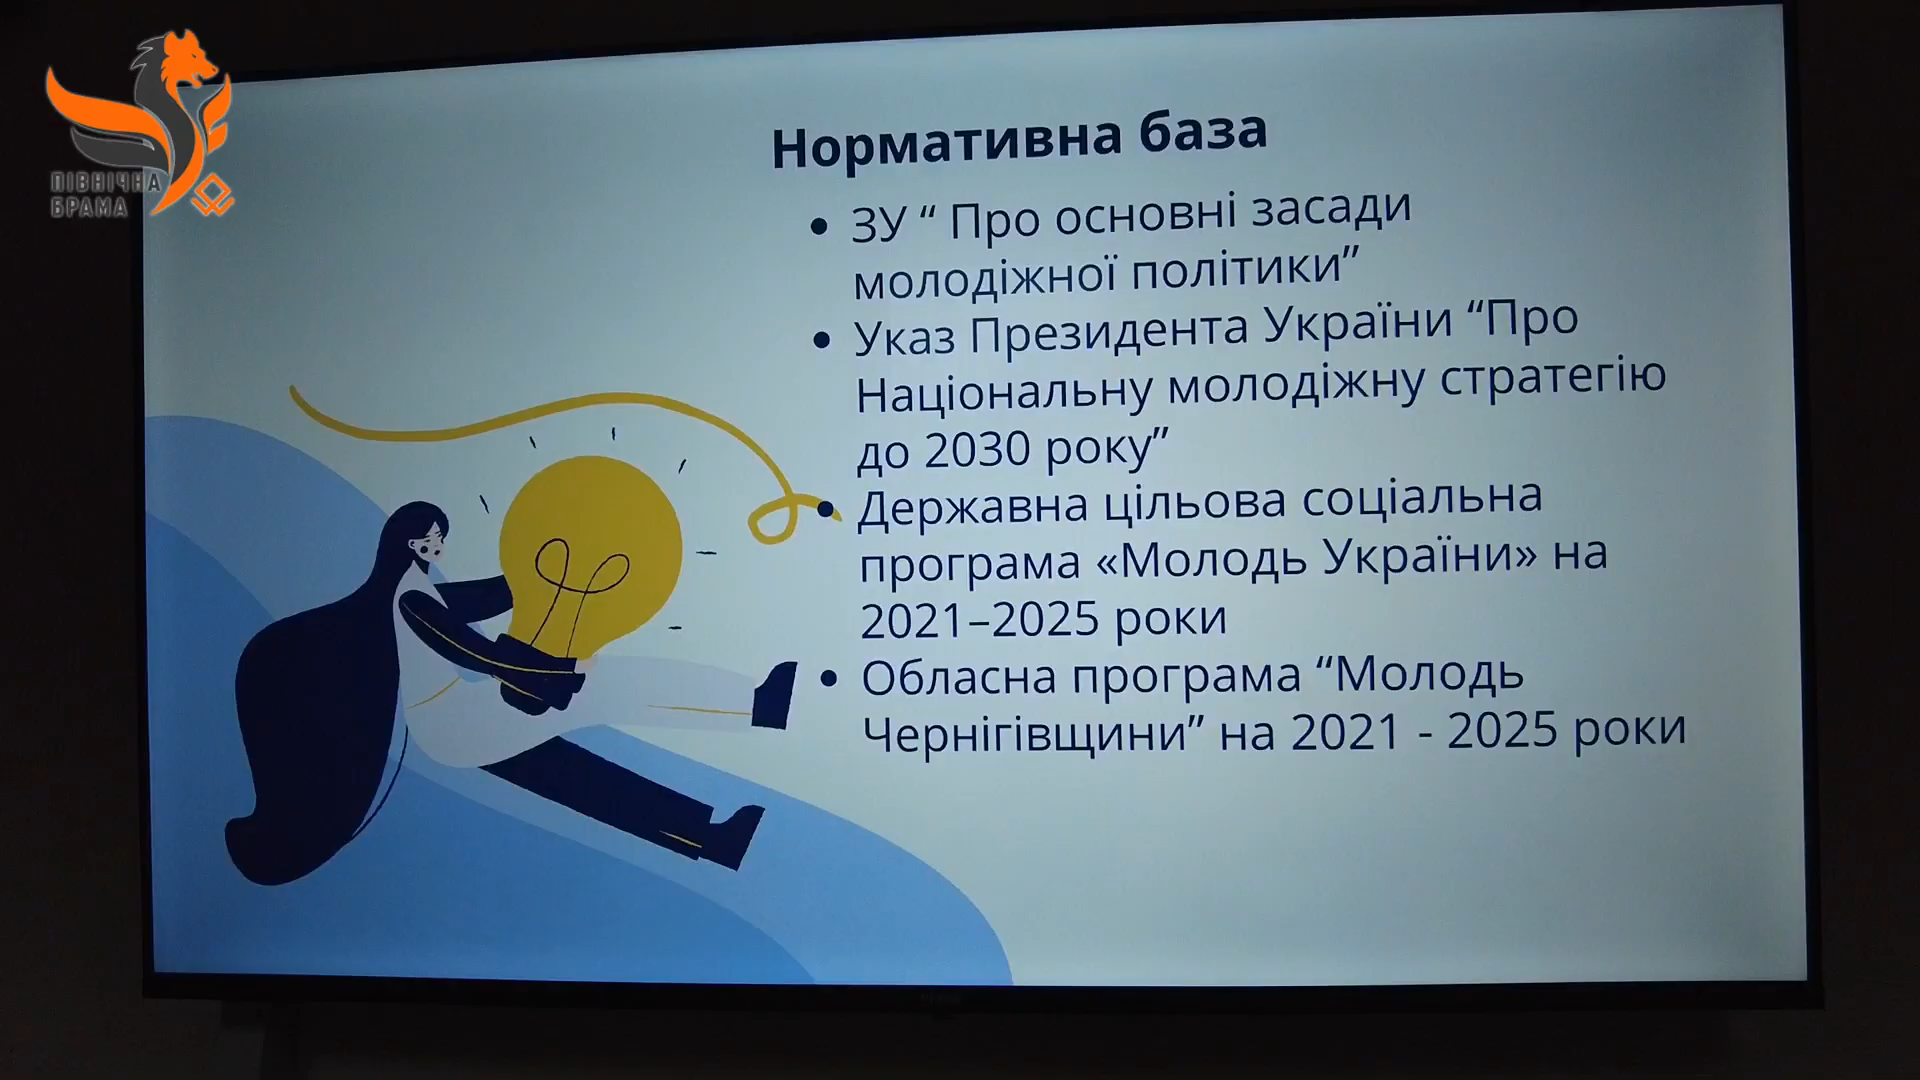 ПІВНІЧНА
БРАМА
Нормативна база
• ЗУ “ Про основні засади
молодіжної політики”
• Указ Президента України “Про
Національну молодіжну стратегію
до 2030 року”
• Державна цільова соціальна
програма «Молодь України» на
2021–2025 роки
• Обласна програма “Молодь
Чернігівщини” на 2021 - 2025 роки